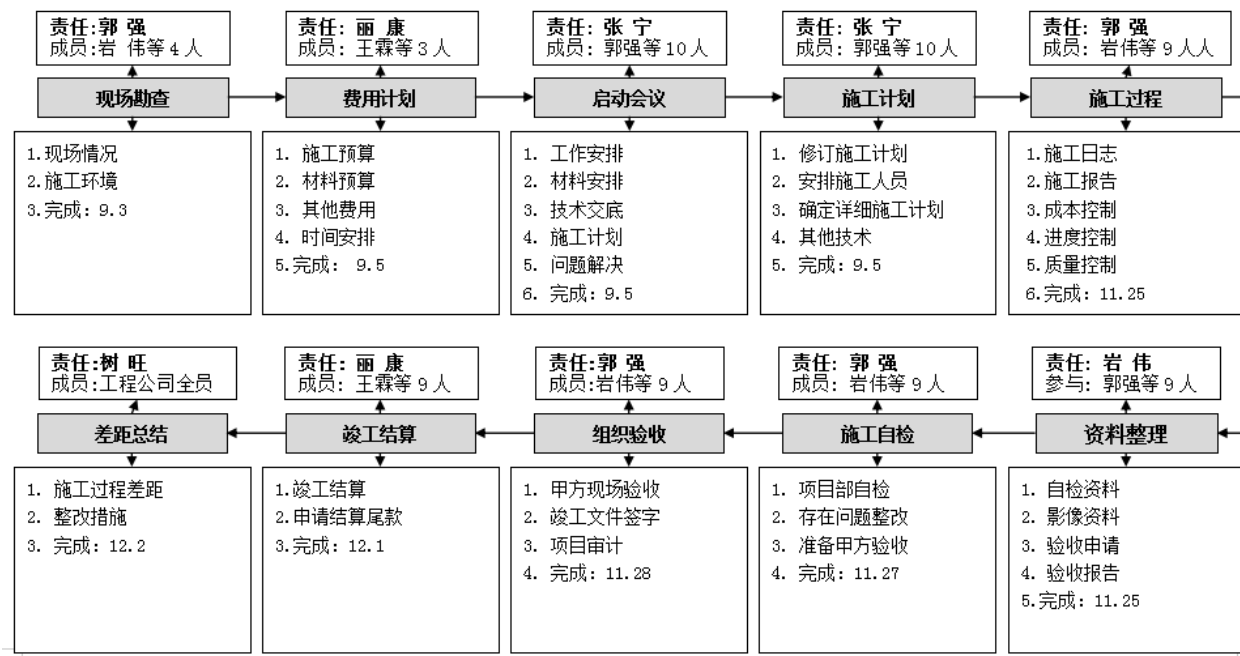 责任:郭 强
成员:岩 伟等4人
现场勘查
1.现场情况
2.施工环境
3.完成: 9.3
责任: 丽 康
成员: 王霖等3人
费用计划
1. 施工预算
2. 材料预算
3. 其他费用
4. 时间安排
5.完成: 9.5
责任: 张 宁
成员: 郭强等10人
启动会议
1. 工作安排
2. 材料安排
3. 技术交底
4. 施工计划
5. 问题解决
6. 完成: 9.5
责任: 张 宁
成员: 郭强等10人
施工计划
1. 修订施工计划
2. 安排施工人员
3. 确定详细施工计划
4. 其他技术
5. 完成: 9.5
责任: 郭 强
成员: 岩伟等9人人
施工过程
1.施工日志
2.施工报告
3.成本控制
4.进度控制
5.质量控制
6.完成: 11.25
责任: 岩 伟
参与: 郭强等9人
资料整理
1. 自检资料
2. 影像资料
3. 验收申请
4. 验收报告
5.完成: 11.25
责任: 郭 强
成员: 岩伟等9人
施工自检
1. 项目部自检
2. 存在问题整改
3. 准备甲方验收
4. 完成: 11.27
责任:郭 强
成员:岩伟等9人
组织验收
1. 甲方现场验收
2. 竣工文件签字
3. 项目审计
4. 完成: 11.28
责任: 丽 康
成员: 王霖等9人
竣工结算
1.竣工结算
2.申请结算尾款
3.完成: 12.1
责任:树 旺
成员:工程公司全员
差距总结
1. 施工过程差距
2. 整改措施
3. 完成: 12.2